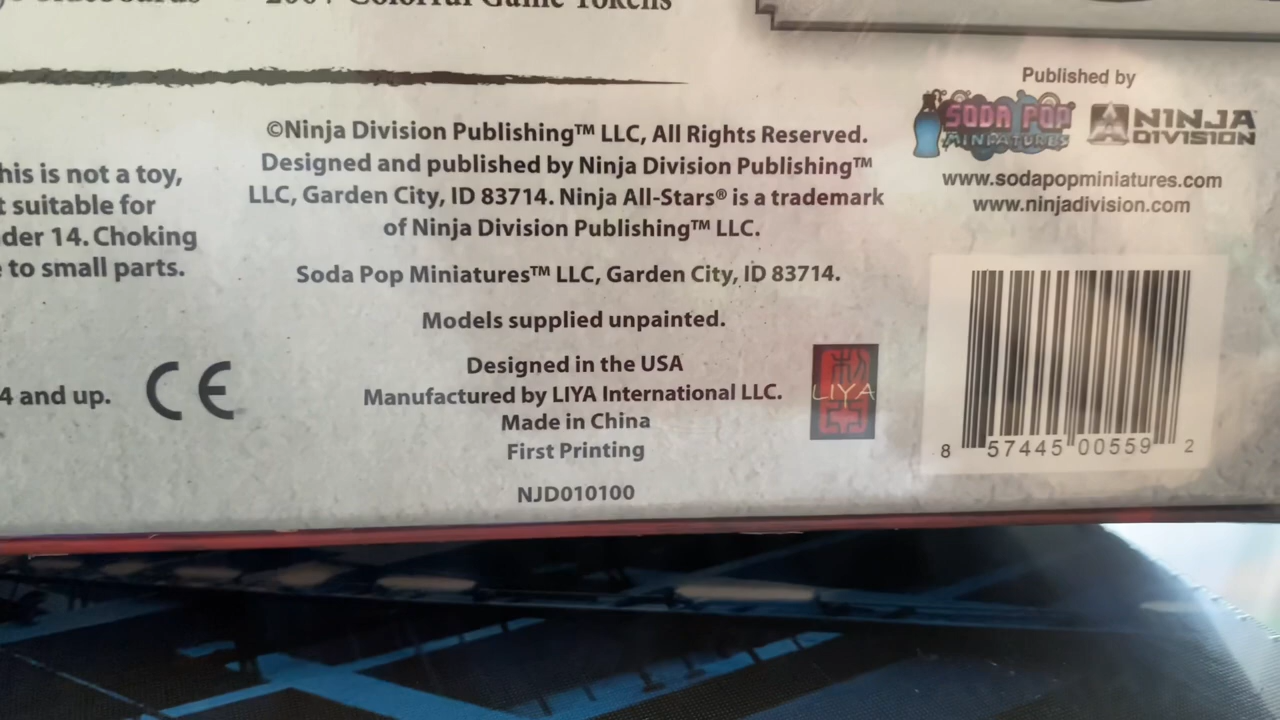 Colorful Game Tokens
his is not a toy,
t suitable for
der 14. Choking
to small parts.
4 and up.
CE
©Ninja Division Publishing™ LLC, All Rights Reserved.
Designed and published by Ninja Division Publishing™
LLC, Garden City, ID 83714. Ninja All-Stars® is a trademark
of Ninja Division Publishing™ LLC.
Soda Pop Miniatures™ LLC, Garden City, ID 83714.
Models supplied unpainted.
Designed in the USA
Manufactured by LIYA International LLC.
Made in China
First Printing
NJD010100
LIYA
Published by
SODA POP
MINIATURES
NINJA
DIVISION
www.sodapopminiatures.com
www.ninjadivision.com
8 57445 00559 2